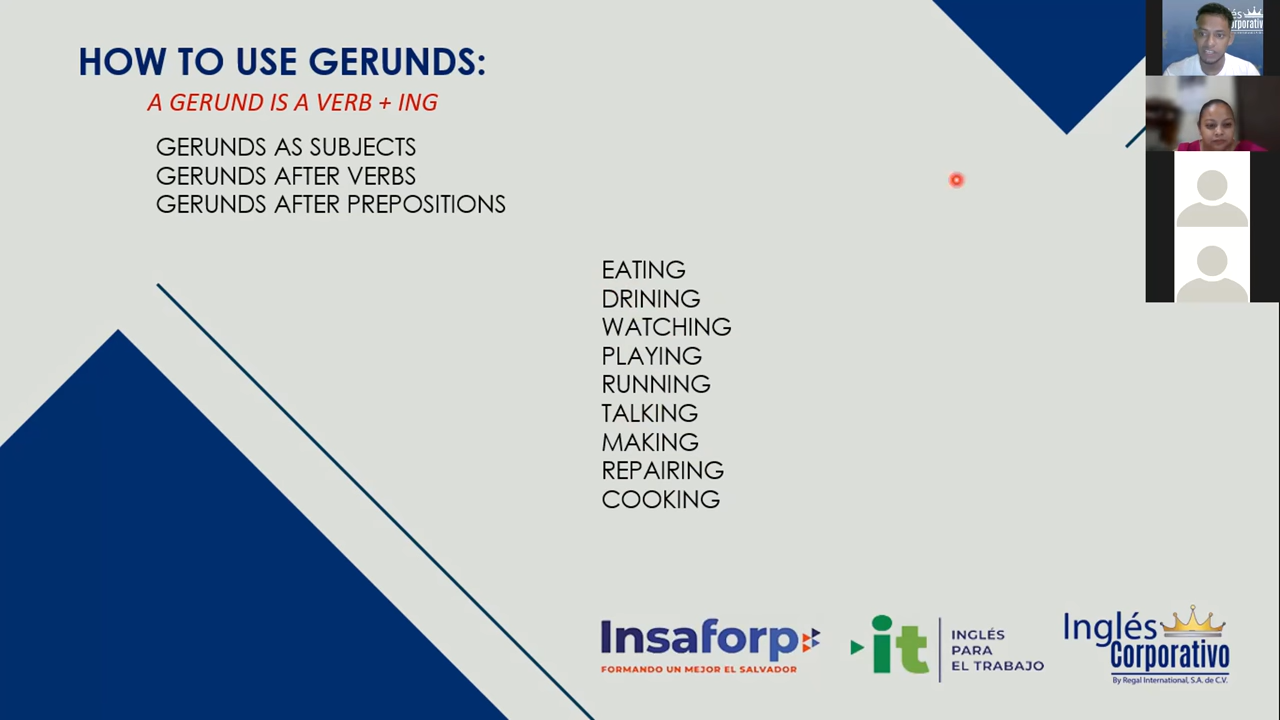 HOW TO USE GERUNDS:
A GERUND IS A VERB + ING
GERUNDS AS SUBJECTS
GERUNDS AFTER VERBS
GERUNDS AFTER PREPOSITIONS
EATING
DRINING
WATCHING
PLAYING
RUNNING
TALKING
MAKING
REPAIRING
COOKING
Insaforp
FORMANDO UN MEJOR EL SALVADOR
it
INGLÉS
PARA
EL TRABAJO
Inglés
Corporativo
By Regal International, S.A. de C.V.